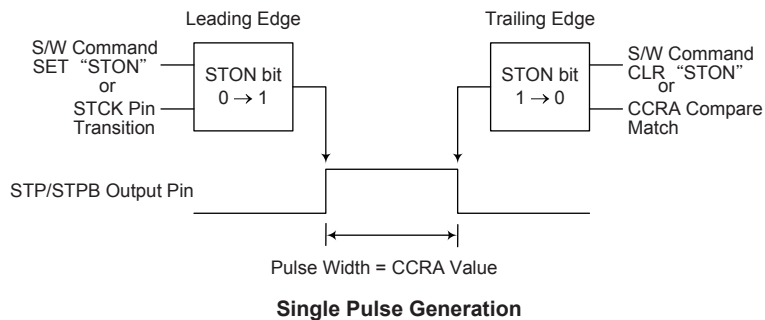 Leading Edge
Trailing Edge
S/W Command
SET “STON”
or
STCK Pin
Transition
STON bit
0 → 1
STON bit
1 → 0
S/W Command
CLR “STON”
or
CCRA Compare
Match
STP/STPB Output Pin
Pulse Width = CCRA Value
Single Pulse Generation